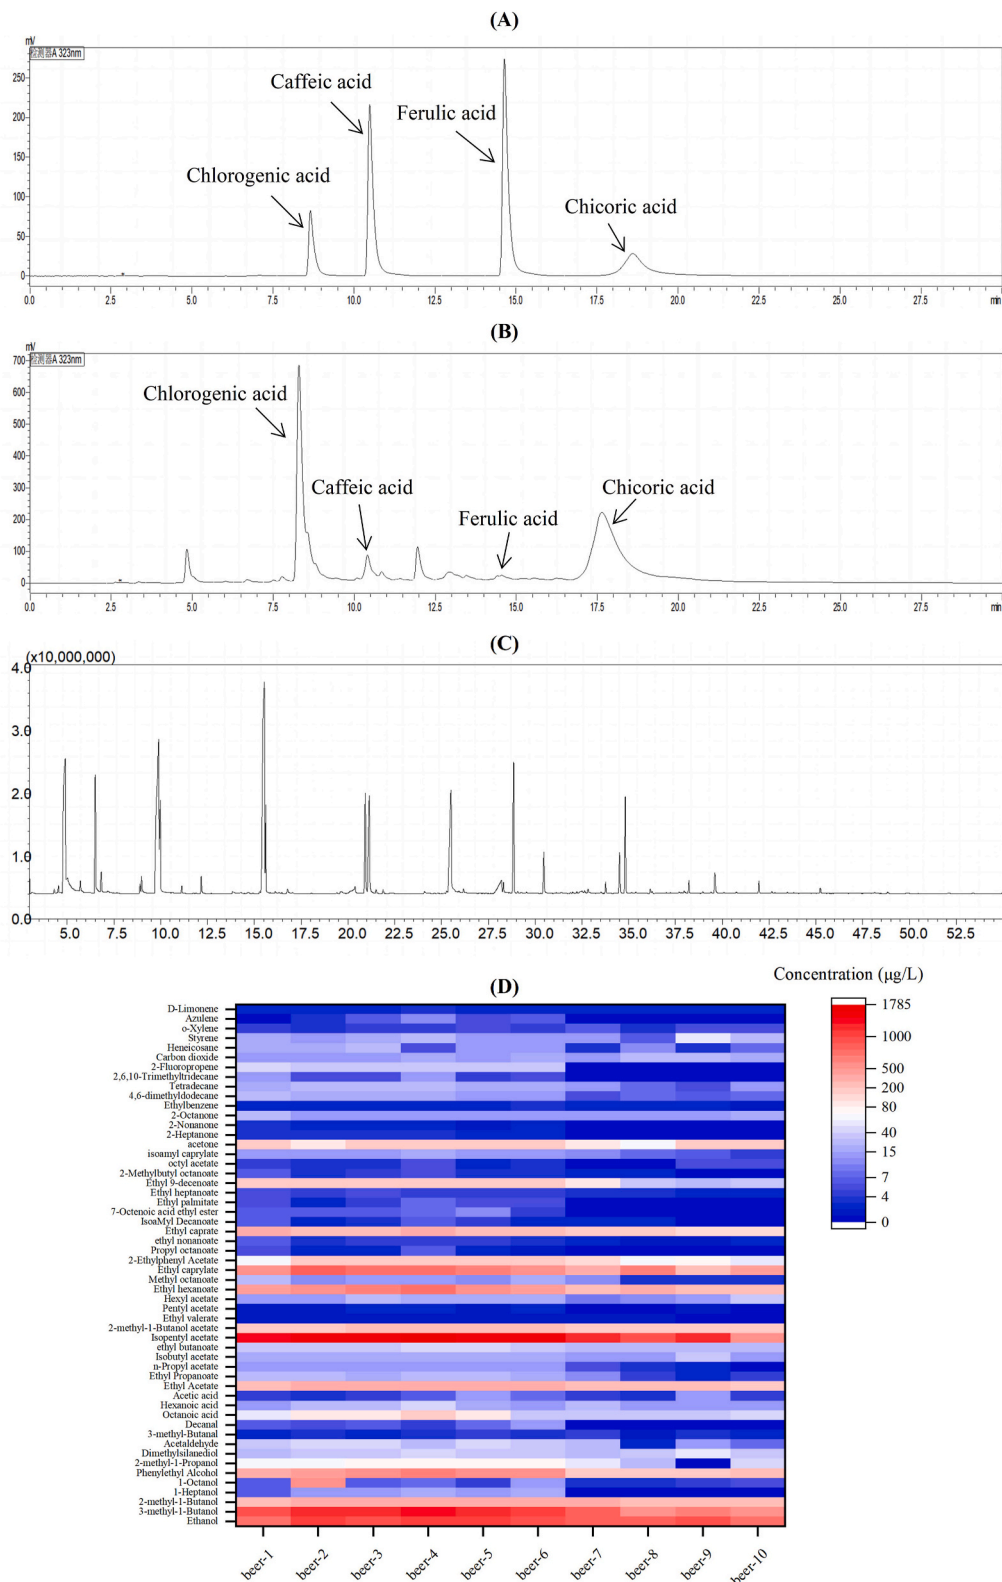 (A)
mV
检测器A 323nm
250
200
150
100
50
0
Caffeic acid
Ferulic acid
Chlorogenic acid
Chicoric acid
0.0 2.5 5.0 7.5 10.0 12.5 15.0 17.5 20.0 22.5 25.0 27.5 min
(B)
mV
检测器A 323nm
700
600
500
400
300
200
100
0
Chlorogenic acid
Caffeic acid
Ferulic acid
Chicoric acid
0.0 2.5 5.0 7.5 10.0 12.5 15.0 17.5 20.0 22.5 25.0 27.5 min
(C)
(x10,000,000)
4.0
3.0
2.0
1.0
0.0
5.0 7.5 10.0 12.5 15.0 17.5 20.0 22.5 25.0 27.5 30.0 32.5 35.0 37.5 40.0 42.5 45.0 47.5 50.0 52.5
(D)
Concentration (μg/L)
1785
1000
500
200
80
40
15
7
4
0
D-Limonene
Azulene
o-Xylene
Styrene
Heneicosane
Carbon dioxide
2-Fluoropropene
2,6,10-Trimethyltridecane
Tetradecane
4,6-dimethyldodecane
Ethylbenzene
2-Octanone
2-Nonanone
2-Heptanone
acetone
isoamyl caprylate
octyl acetate
2-Methylbutyl octanoate
Ethyl 9-decenoate
Ethyl heptanoate
Ethyl palmitate
7-Octenoic acid ethyl ester
IsoaMyl Decanoate
Ethyl caprate
ethyl nonanoate
Propyl octanoate
2-Ethylphenyl Acetate
Ethyl caprylate
Methyl octanoate
Ethyl hexanoate
Hexyl acetate
Pentyl acetate
Ethyl valerate
2-methyl-1-Butanol acetate
Isopentyl acetate
ethyl butanoate
Isobutyl acetate
n-Propyl acetate
Ethyl Propanoate
Ethyl Acetate
Acetic acid
Hexanoic acid
Octanoic acid
Decanal
3-methyl-Butanal
Acetaldehyde
Dimethylsilanediol
2-methyl-1-Propanol
Phenylethyl Alcohol
1-Octanol
1-Heptanol
2-methyl-1-Butanol
3-methyl-1-Butanol
Ethanol
beer-1 beer-2 beer-3 beer-4 beer-5 beer-6 beer-7 beer-8 beer-9 beer-10